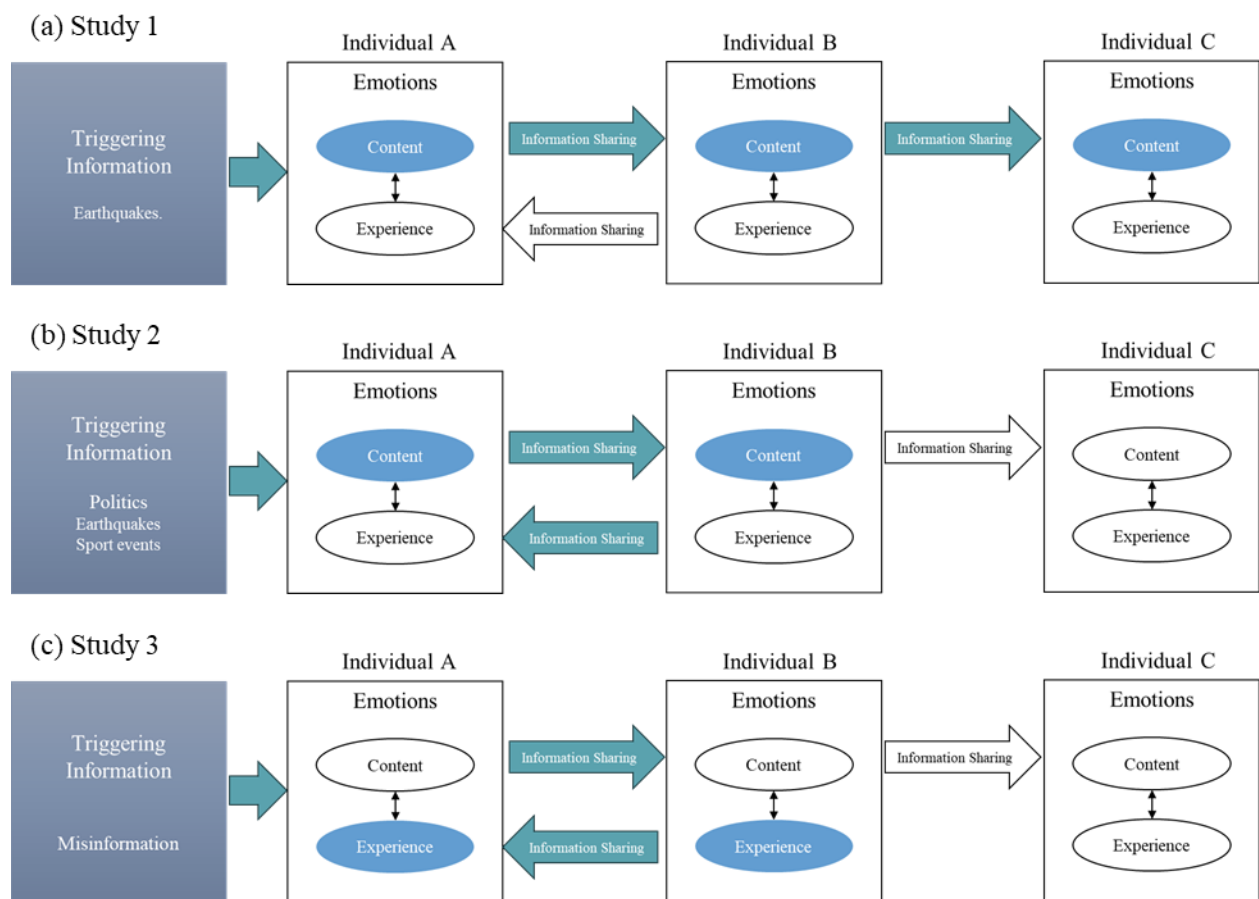 (a) Study 1
Individual A
Individual B
Individual C
Triggering
Information
Earthquakes.
Emotions
Content
Experience
Information Sharing
Information Sharing
Emotions
Content
Experience
Information Sharing
Emotions
Content
Experience
(b) Study 2
Individual A
Individual B
Individual C
Triggering
Information
Politics
Earthquakes
Sport events
Emotions
Content
Experience
Information Sharing
Information Sharing
Emotions
Content
Experience
Information Sharing
Emotions
Content
Experience
(c) Study 3
Individual A
Individual B
Individual C
Triggering
Information
Misinformation
Emotions
Content
Experience
Information Sharing
Information Sharing
Emotions
Content
Experience
Information Sharing
Emotions
Content
Experience